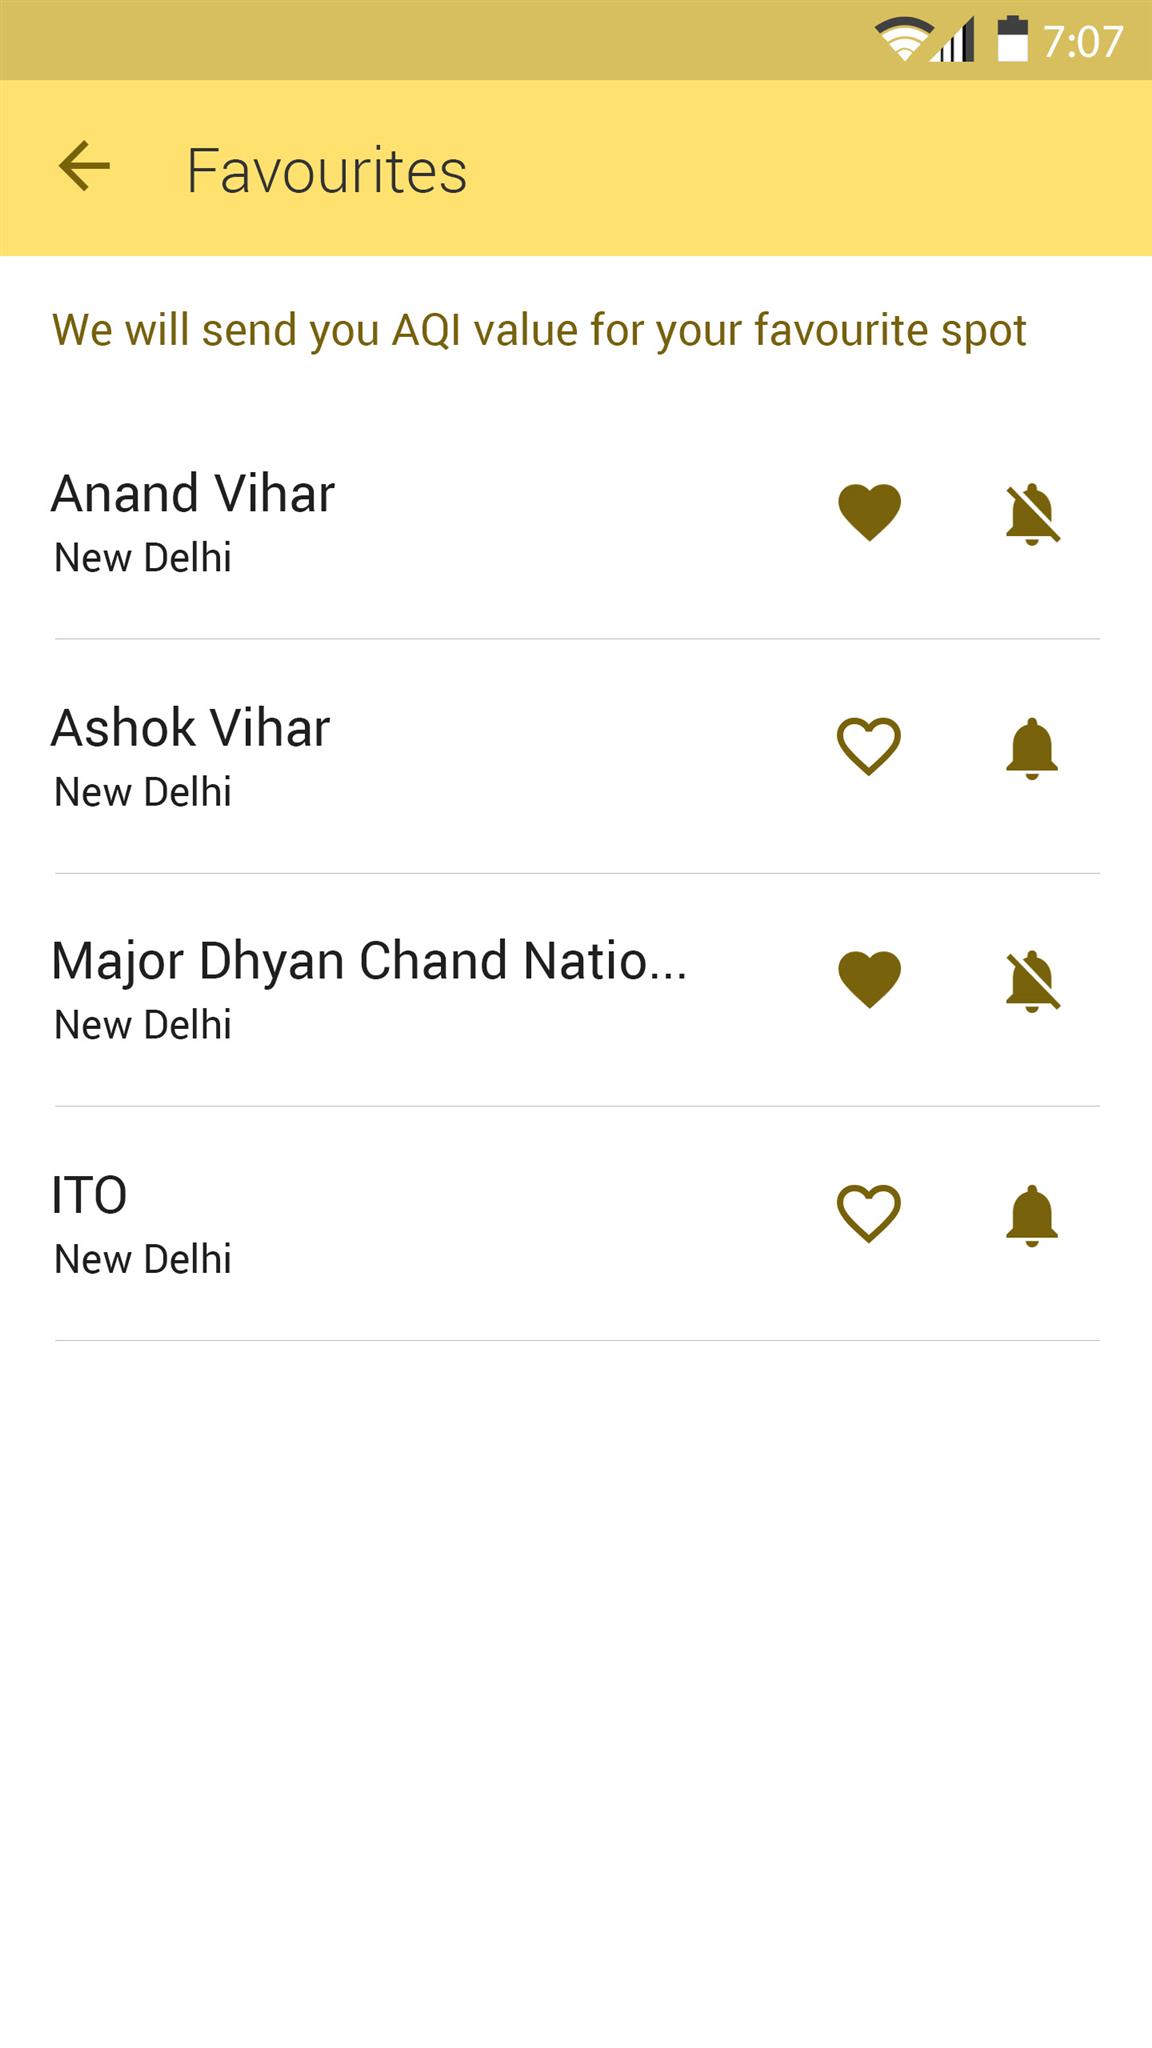 7:07
Favourites
We will send you AQI value for your favourite spot
Anand Vihar
New Delhi
Ashok Vihar
New Delhi
Major Dhyan Chand Natio...
New Delhi
ITO
New Delhi